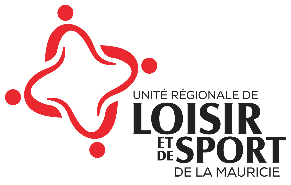 UNITÉ RÉGIONALE DE
LOISIR
ET DE SPORT
DE LA MAURICIE